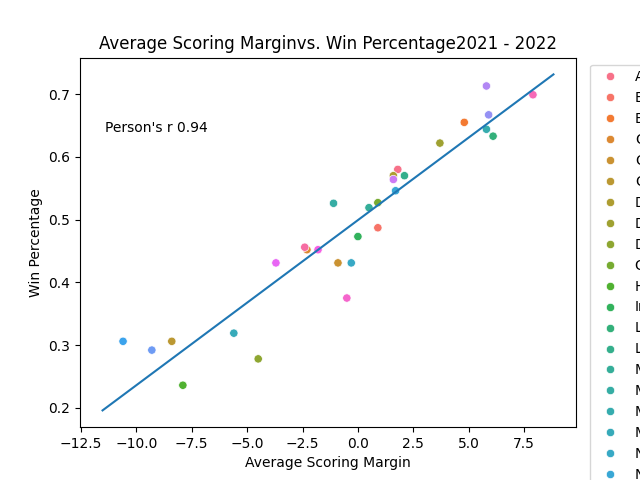 Average Scoring Marginvs. Win Percentage2021 - 2022
Person's r 0.94
Win Percentage
0.7
0.6
0.5
0.4
0.3
0.2
−12.5 −10.0 −7.5 −5.0 −2.5 0.0 2.5 5.0 7.5
Average Scoring Margin